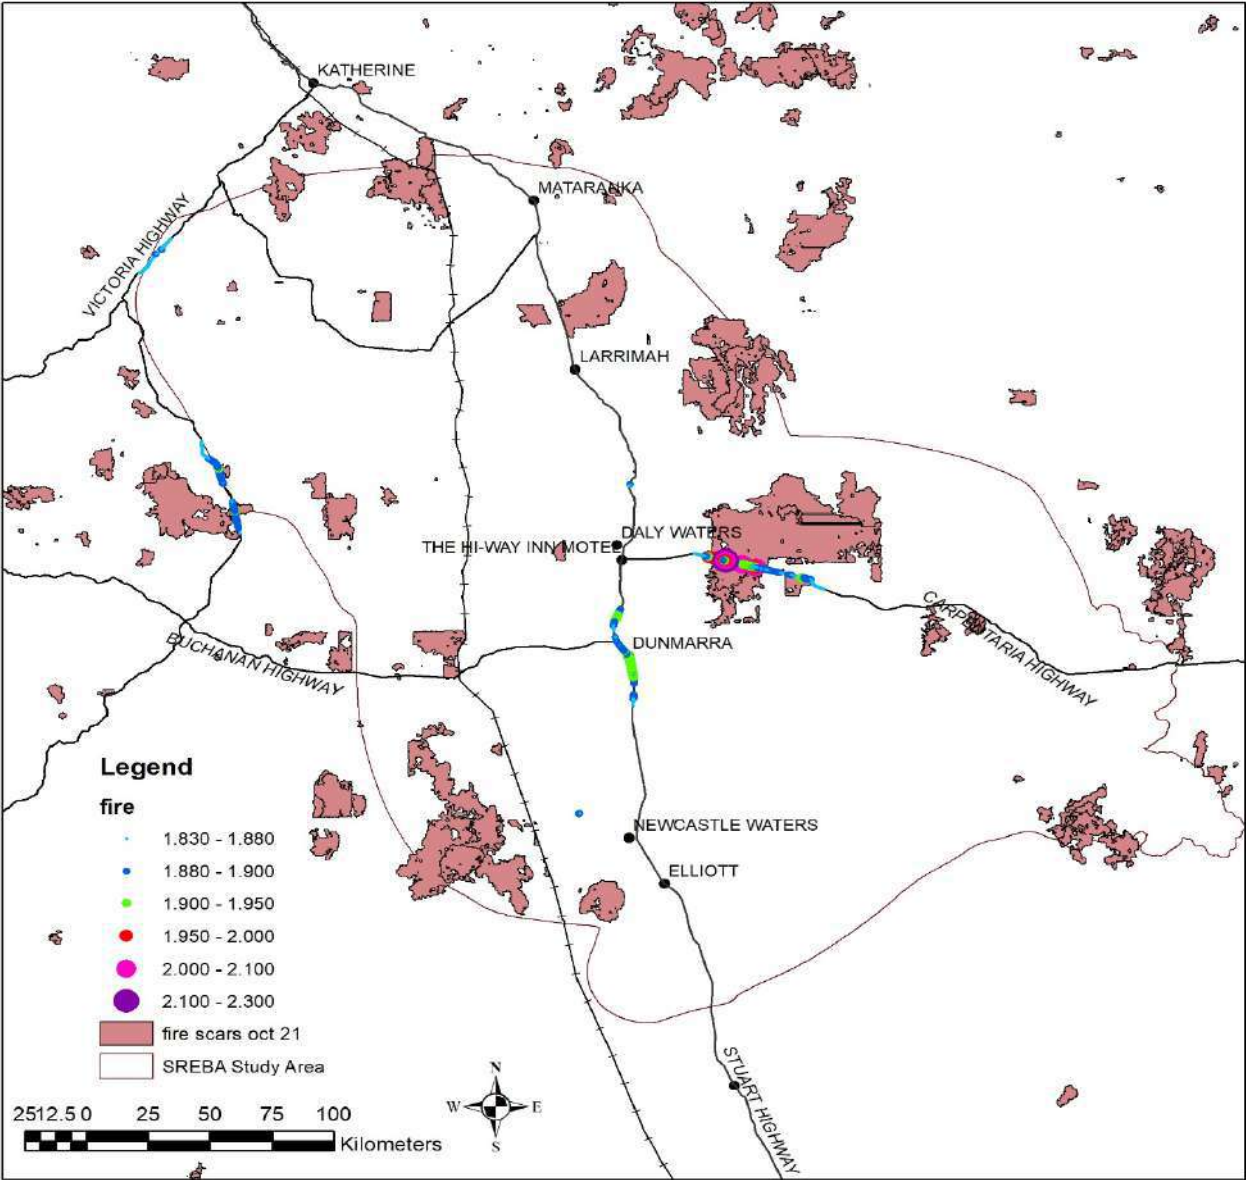 KATHERINE
MATARANKA
VICTORIA HIGHWAY
LARRIMAH
DALY WATERS
THE HI-WAY INN MOTEL
CARPENTARIA HIGHWAY
DUNMARRA
BUCHANAN HIGHWAY
Legend
fire
1.830 - 1.880
1.880 - 1.900
1.900 - 1.950
1.950 - 2.000
2.000 - 2.100
2.100 - 2.300
fire scars oct 21
SREBA Study Area
NEWCASTLE WATERS
ELLIOTT
STUART HIGHWAY
N
W E
S
25 12.5 0 25 50 75 100
Kilometers